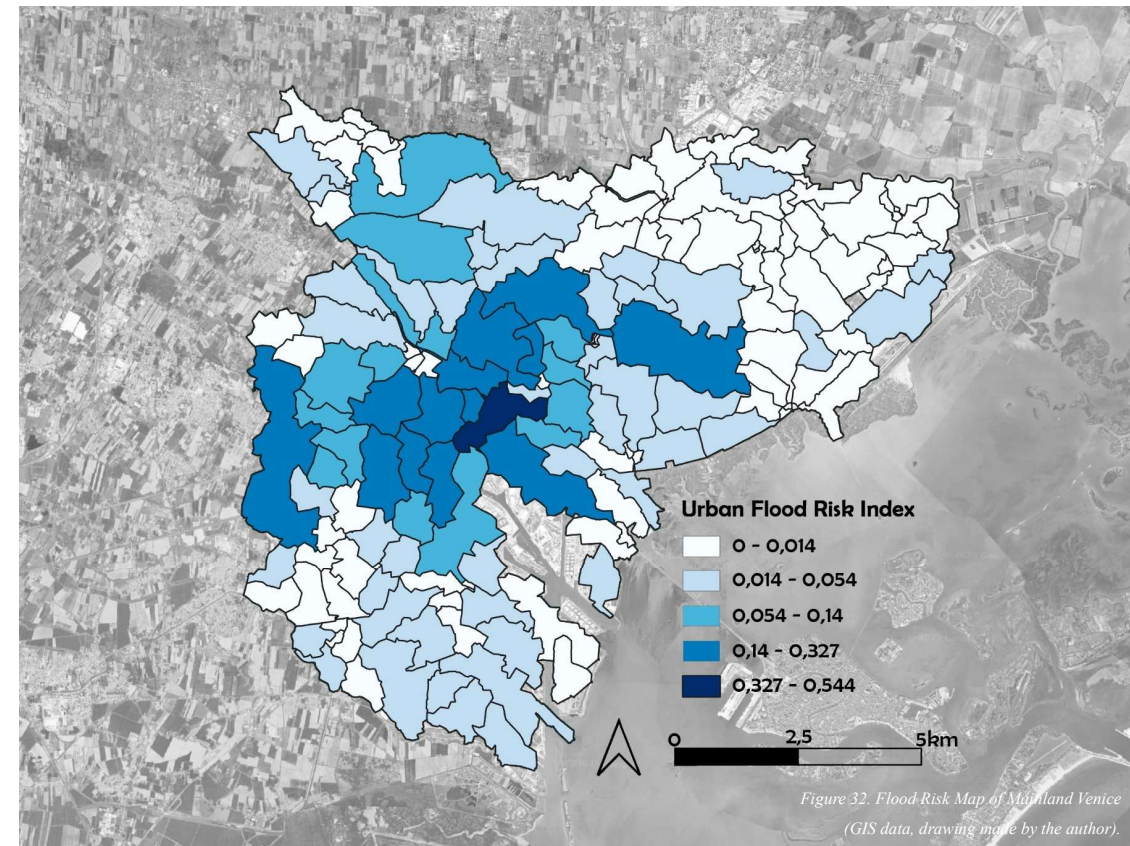 Urban Flood Risk Index
0 - 0,014
0,014 - 0,054
0,054 - 0,14
0,14 - 0,327
0,327 - 0,544
0 2,5 5km
Figure 32. Flood Risk Map of Mainland Venice
(GIS data, drawing made by the author).